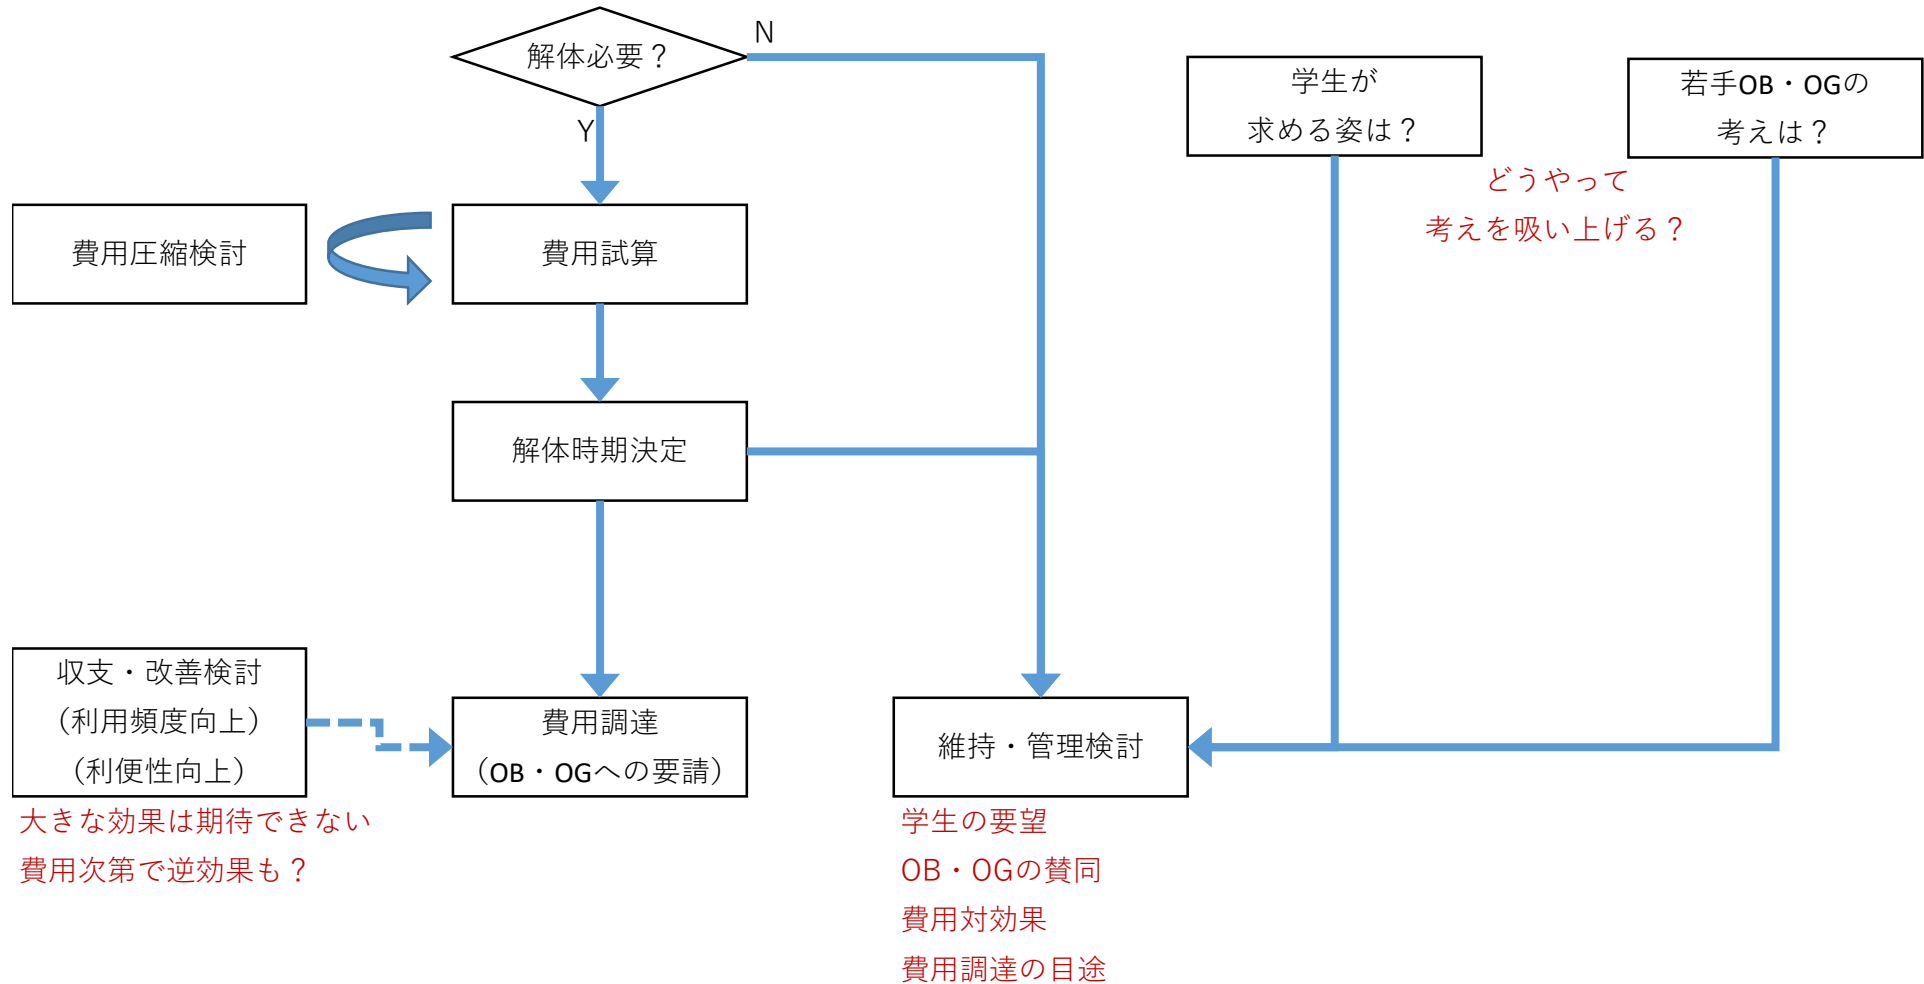 解体必要？
N
Y
学生が
求める姿は？
若手OB・OGの
考えは？
どうやって
考えを吸い上げる？
費用圧縮検討
費用試算
解体時期決定
収支・改善検討
（利用頻度向上）
（利便性向上）
大きな効果は期待できない
費用次第で逆効果も？
費用調達
（OB・OGへの要請）
維持・管理検討
学生の要望
OB・OGの賛同
費用対効果
費用調達の目途